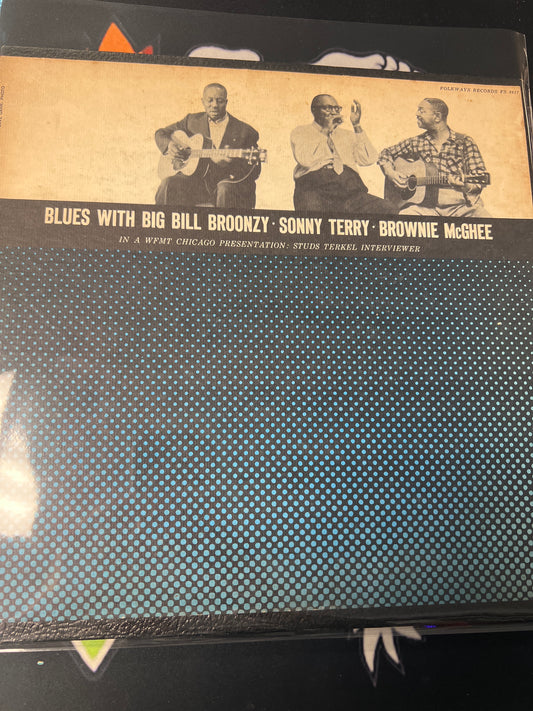 FOLKWAYS RECORDS FS 3817
BLUES WITH BIG BILL BROONZY · SONNY TERRY · BROWNIE McGHEE
IN A WFMT CHICAGO PRESENTATION: STUDS TERKEL INTERVIEWER